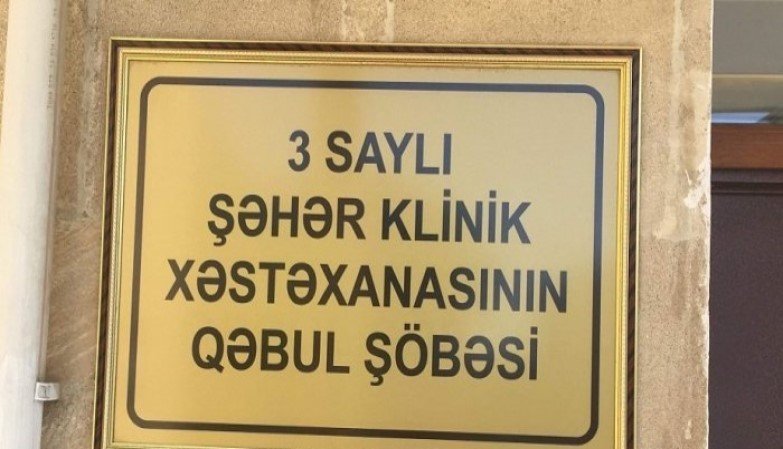 3 SAYLI
ŞƏHƏR KLİNİK
XƏSTƏXANASININ
QƏBUL ŞÖBƏSİ